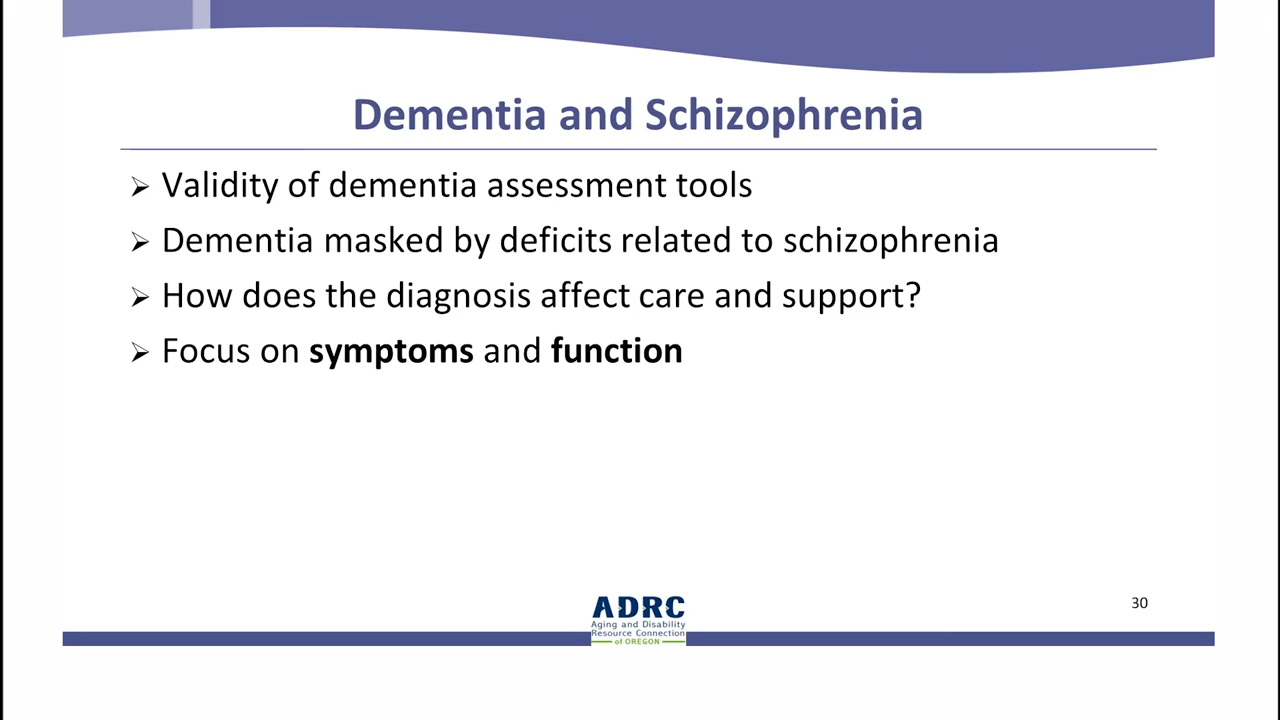 Dementia and Schizophrenia
Validity of dementia assessment tools
Dementia masked by deficits related to schizophrenia
How does the diagnosis affect care and support?
Focus on symptoms and function
30
ADRC
Aging and Disability
Resource Connection
of OREGON